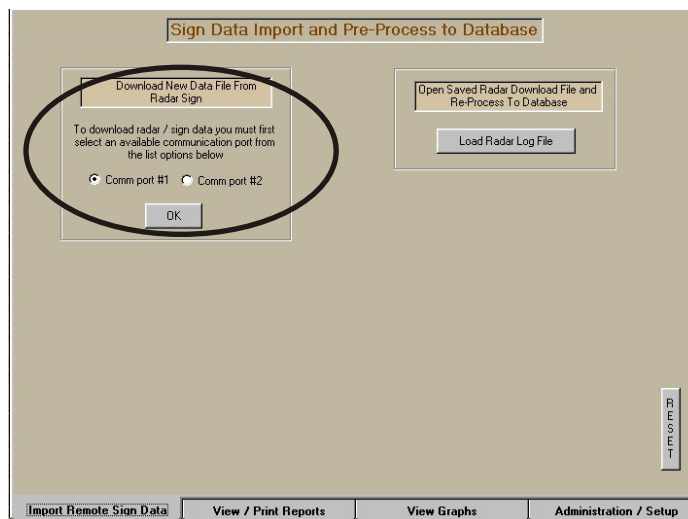 Sign Data Import and Pre-Process to Database
Download New Data File From
Radar Sign
To download radar / sign data you must first
select an available communication port from
the list options below
Comm port #1 Comm port #2
OK
Open Saved Radar Download File and
Re-Process To Database
Load Radar Log File
RESET
Import Remote Sign Data
View / Print Reports
View Graphs
Administration / Setup